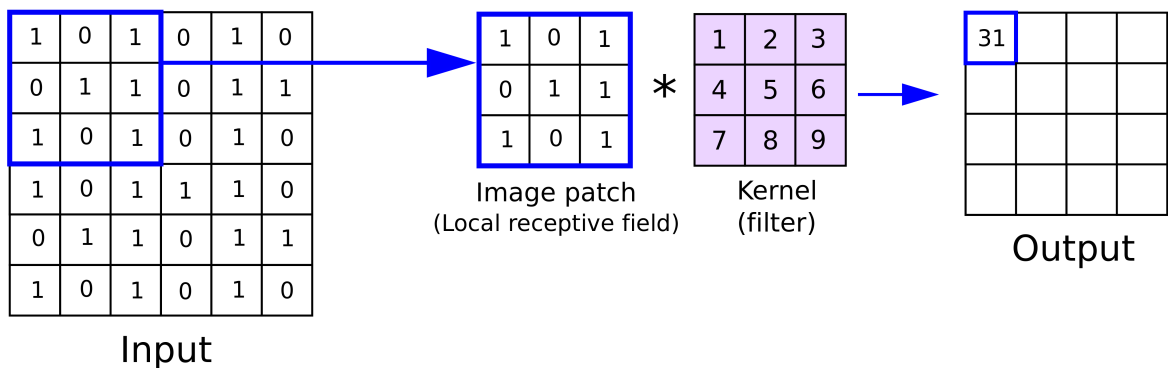 1 0 1 0 1 0
0 1 1 0 1 1
1 0 1 0 1 0
1 0 1 1 1 0
0 1 1 0 1 1
1 0 1 0 1 0
Input
1 0 1
0 1 1
1 0 1
Image patch
(Local receptive field)
*
1 2 3
4 5 6
7 8 9
Kernel
(filter)
31
Output